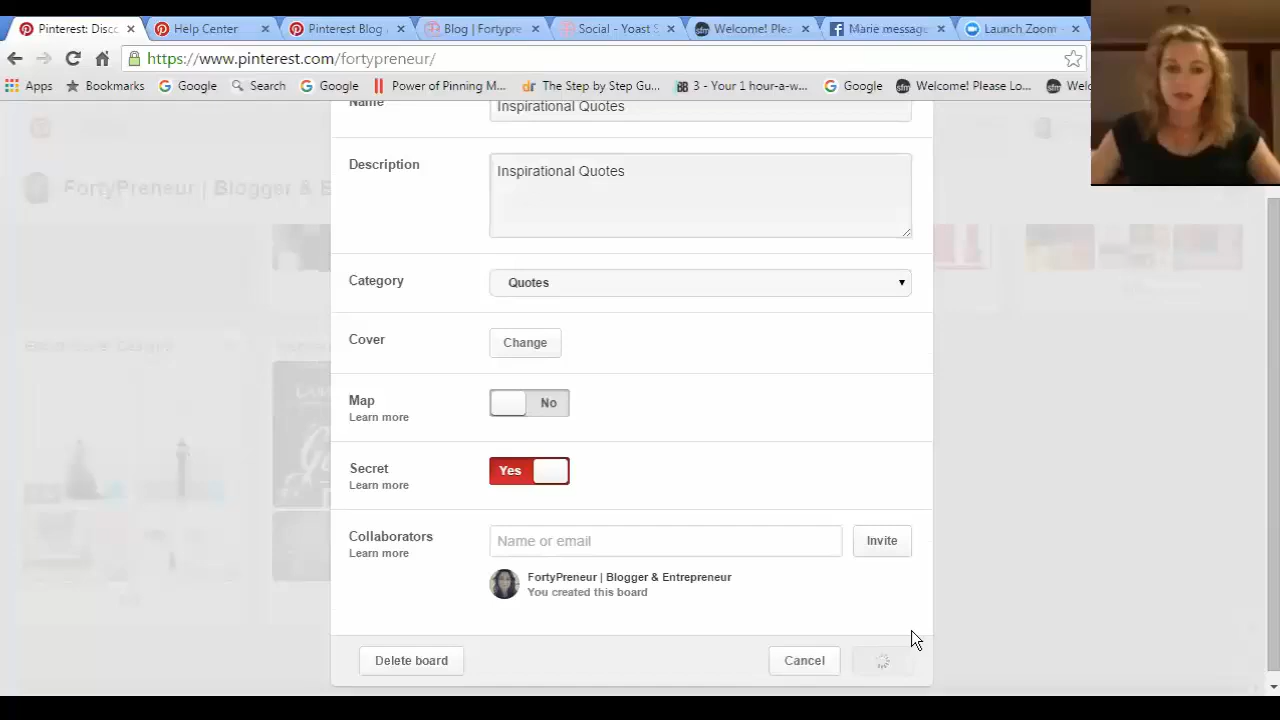 Pinterest: Disco
Help Center
Pinterest Blog
Blog | Fortypre
Social - Yoast S
Welcome! Plea
Marie message
Launch Zoom
https://www.pinterest.com/fortypreneur/
Apps
Bookmarks
Google
Search
Google
Power of Pinning M...
The Step by Step Gu...
3 - Your 1 hour-a-w...
Google
Welcome! Please Lo...
Welc
Name
Inspirational Quotes
Description
Inspirational Quotes
FortyPreneur | Blogger & E
Category
Quotes
Cover
Change
Map
Learn more
No
Secret
Learn more
Yes
Collaborators
Learn more
Name or email
Invite
FortyPreneur | Blogger & Entrepreneur
You created this board
Delete board
Cancel